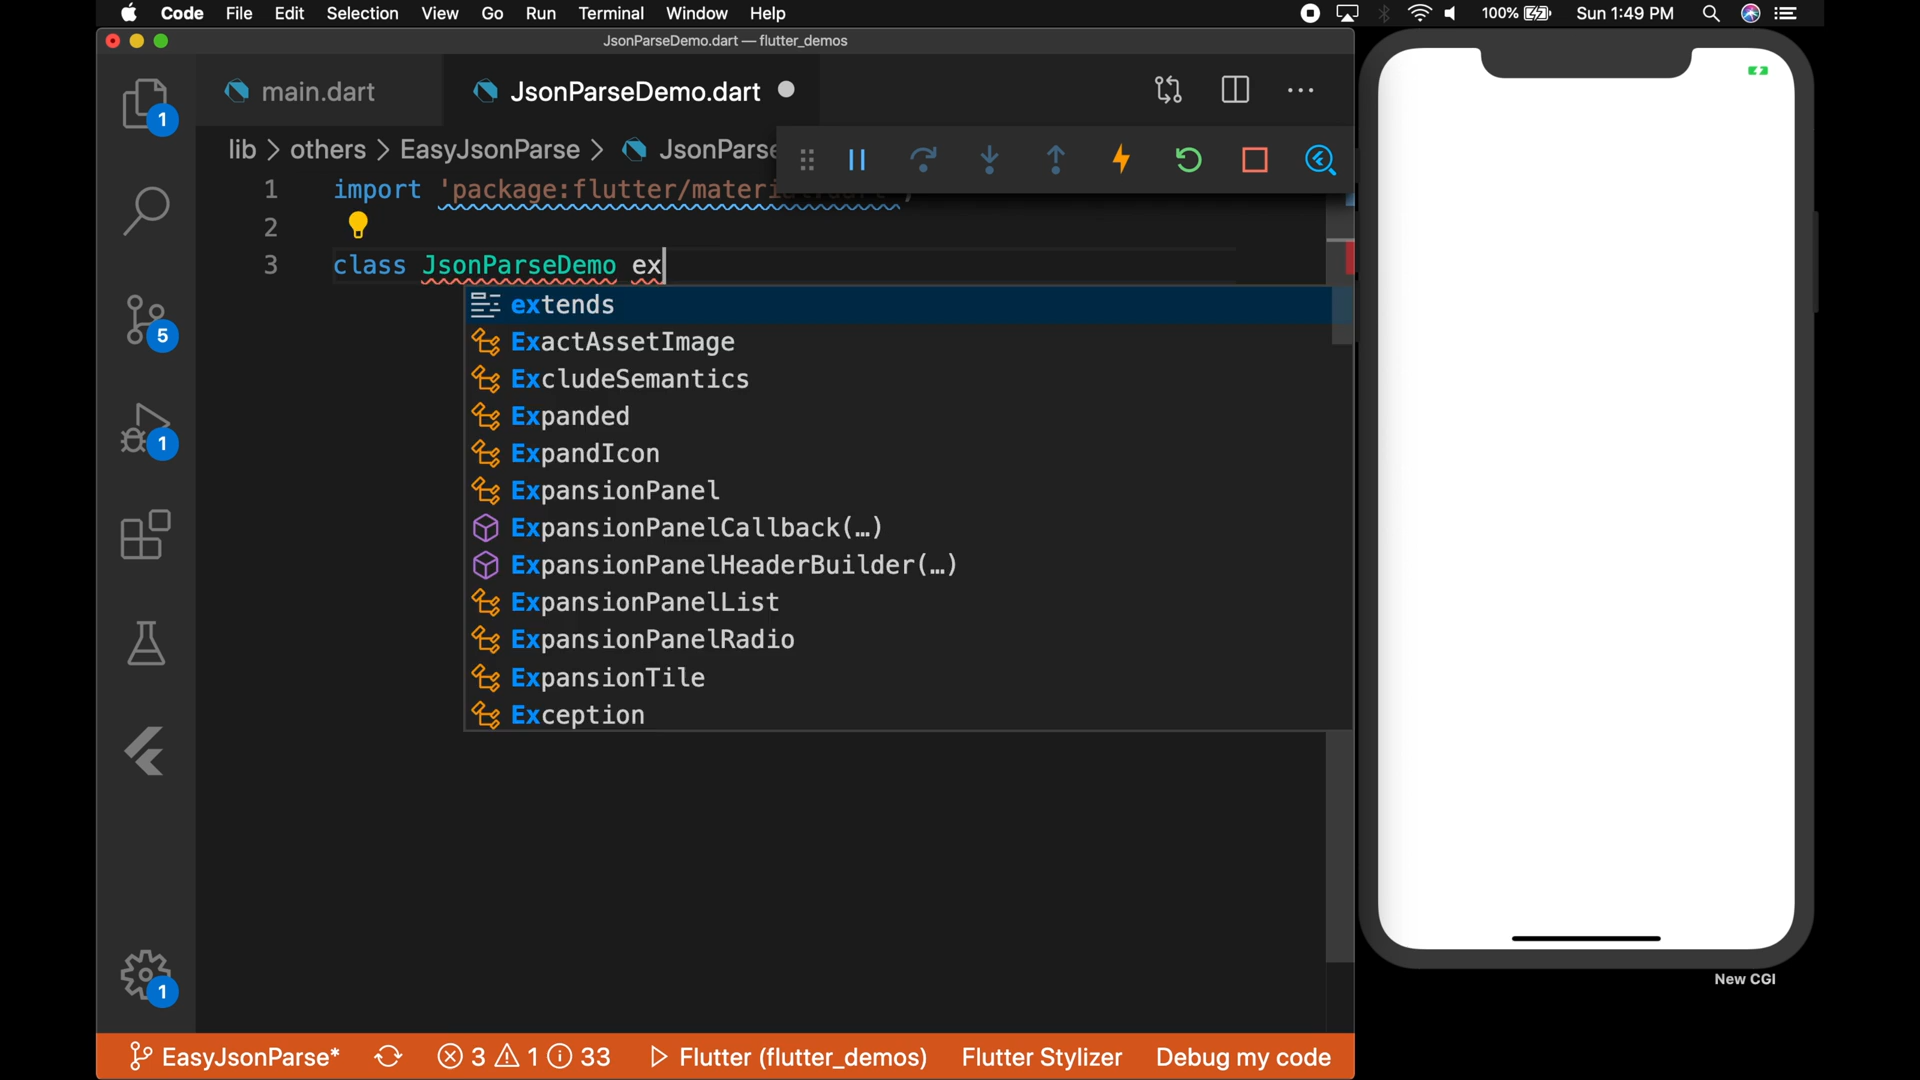 Code File Edit Selection View Go Run Terminal Window Help 100% Sun 1:49 PM
JsonParseDemo.dart — flutter_demos
main.dart JsonParseDemo.dart
lib > others > EasyJsonParse > JsonParse
1 import 'package:flutter/materi
2
3 class JsonParseDemo ex
extends
ExactAssetImage
ExcludeSemantics
Expanded
ExpandIcon
ExpansionPanel
ExpansionPanelCallback(…)
ExpansionPanelHeaderBuilder(…)
ExpansionPanelList
ExpansionPanelRadio
ExpansionTile
Exception
1
5
1
1
New CGI
EasyJsonParse* 3 1 33 Flutter (flutter_demos) Flutter Stylizer Debug my code